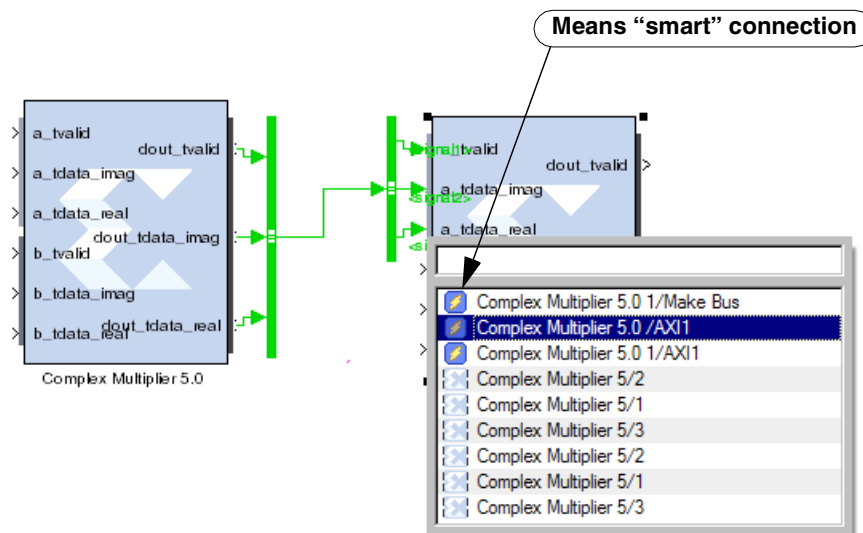 Means “smart” connection
a_tvalid
a_tdata_imag
a_tdata_real
b_tvalid
b_tdata_imag
b_tdata_real
dout_tvalid
dout_tdata_imag
dout_tdata_real
Complex Multiplier 5.0
a_tdata_imag
a_tdata_real
dout_tvalid
Complex Multiplier 5.0 1/Make Bus
Complex Multiplier 5.0 /AXI1
Complex Multiplier 5.0 1/AXI1
Complex Multiplier 5/2
Complex Multiplier 5/1
Complex Multiplier 5/3
Complex Multiplier 5/2
Complex Multiplier 5/1
Complex Multiplier 5/3